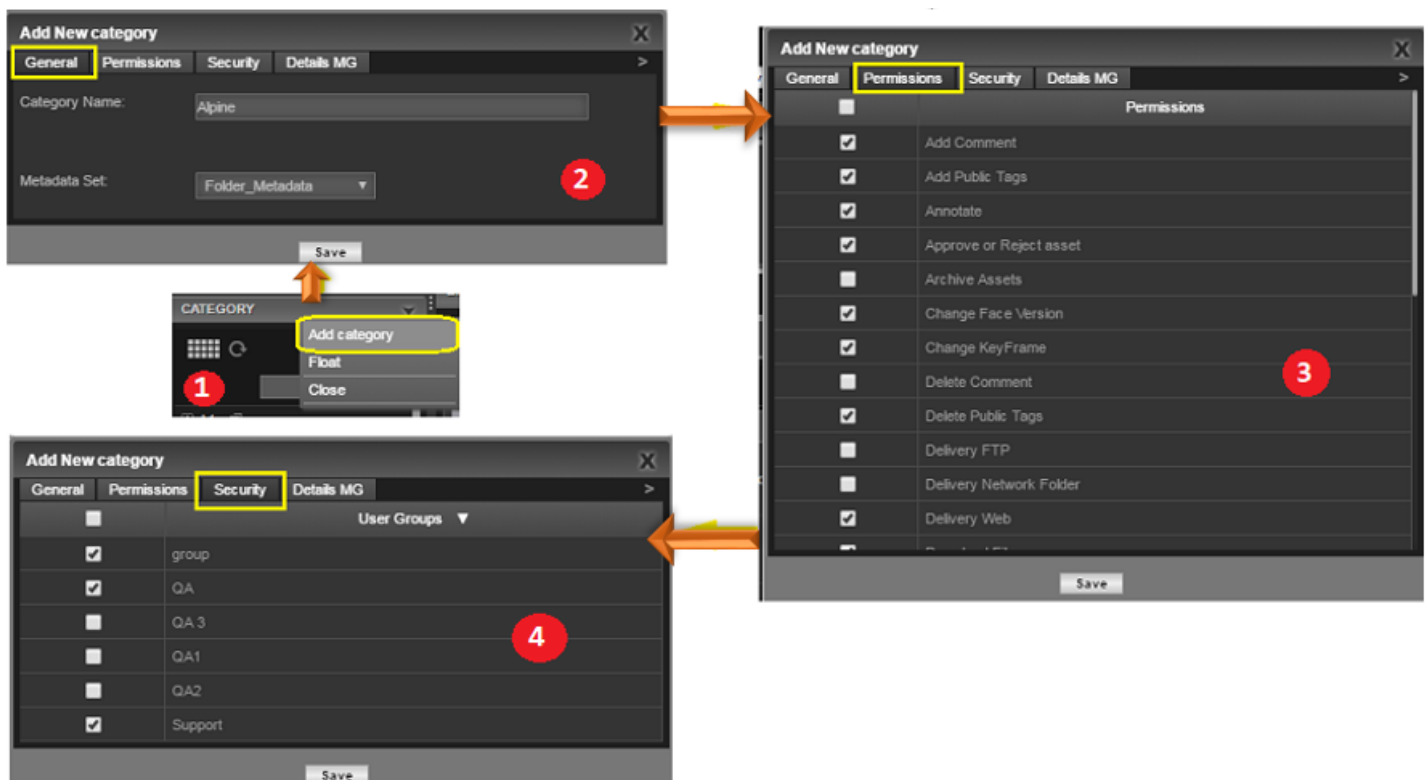 Add New category X
General Permissions Security Details MG >
Category Name: Alpine
Metadata Set: Folder_Metadata ▼
2
Save
CATEGORY
Add category
Float
Close
1
Add New category X
General Permissions Security Details MG >
Permissions
Add Comment
Add Public Tags
Annotate
Approve or Reject asset
Archive Assets
Change Face Version
Change KeyFrame
Delete Comment
3
Delete Public Tags
Delivery FTP
Delivery Network Folder
Delivery Web
Save
Add New category X
General Permissions Security Details MG >
User Groups ▼
group
QA
QA 3
4
QA1
QA2
Support
Save